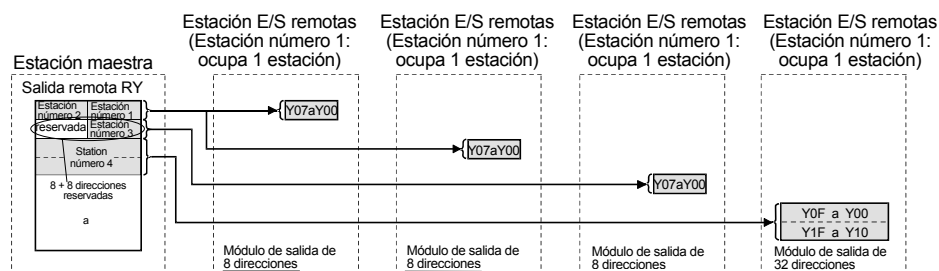 Estación E/S remotas
(Estación número 1:
ocupa 1 estación)
Estación E/S remotas
(Estación número 1:
ocupa 1 estación)
Estación E/S remotas
(Estación número 1:
ocupa 1 estación)
Estación E/S remotas
(Estación número 1:
ocupa 1 estación)
Estación maestra
Salida remota RY
Estación
número 2
Estación
número 1
reservada
Estación
número 3
Station
número 4
8 + 8 direcciones
reservadas
a
Y07aY00
Y07aY00
Y07aY00
Y0F a Y00
Y1F a Y10
Módulo de salida de
8 direcciones
Módulo de salida de
8 direcciones
Módulo de salida de
8 direcciones
Módulo de salida de
32 direcciones